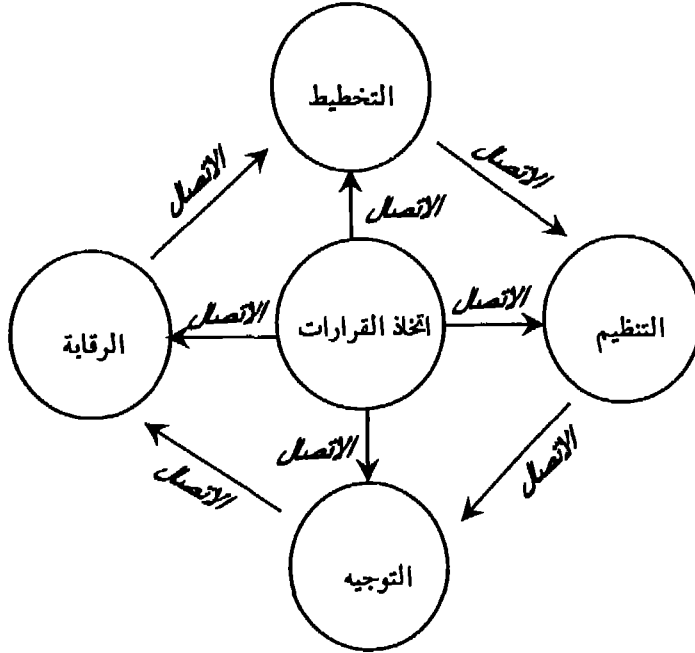 التخطيط
الاتصال
الاتصال
الاتصال
الرقابة
الاتصال
اتخاذ القرارات
الاتصال
التنظيم
الاتصال
الاتصال
الاتصال
التوجيه